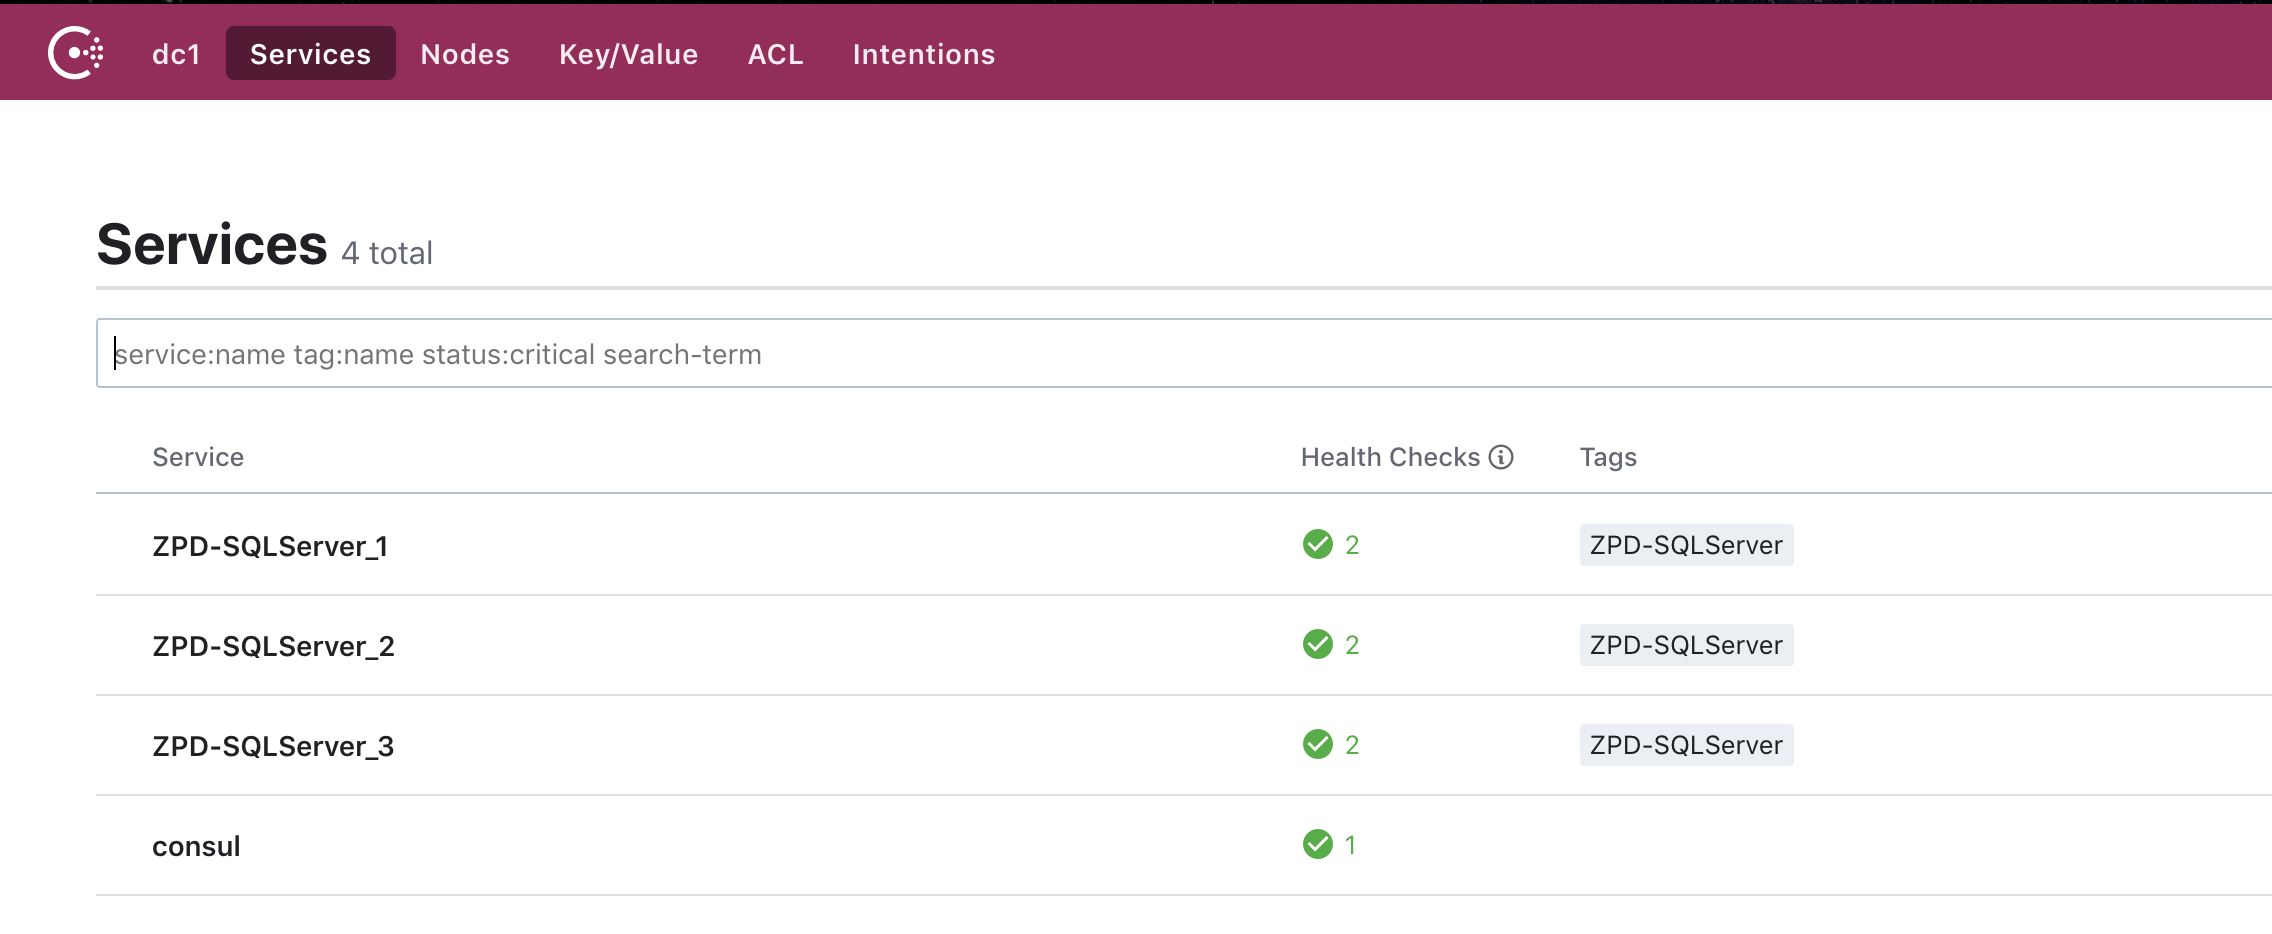 dc1 Services Nodes Key/Value ACL Intentions
Services 4 total
service:name tag:name status:critical search-term
Service Health Checks Tags
ZPD-SQLServer_1 2 ZPD-SQLServer
ZPD-SQLServer_2 2 ZPD-SQLServer
ZPD-SQLServer_3 2 ZPD-SQLServer
consul 1